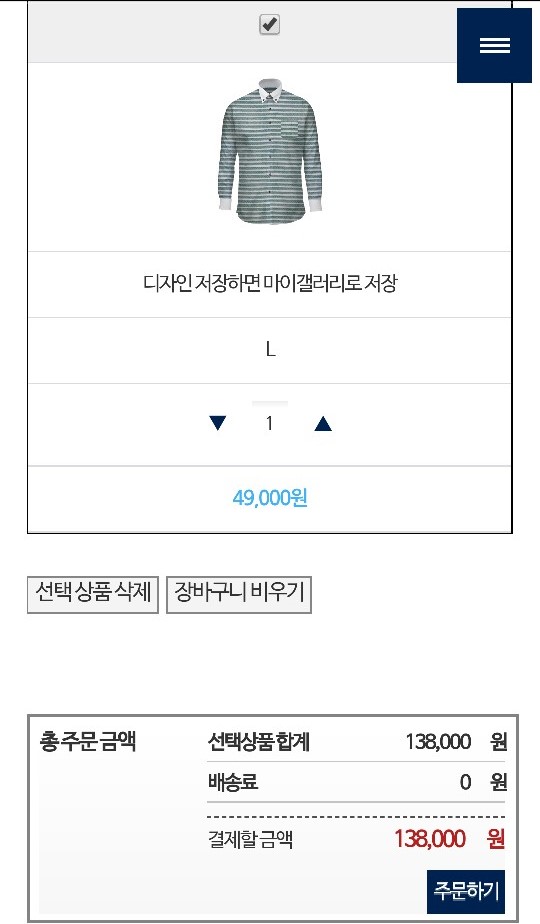 디자인 저장하면 마이갤러리로 저장
L
▼ 1 ▲
49,000원
선택 상품 삭제 장바구니 비우기
총 주문 금액 선택상품 합계 138,000 원
배송료 0 원
결제할 금액 138,000 원
주문하기